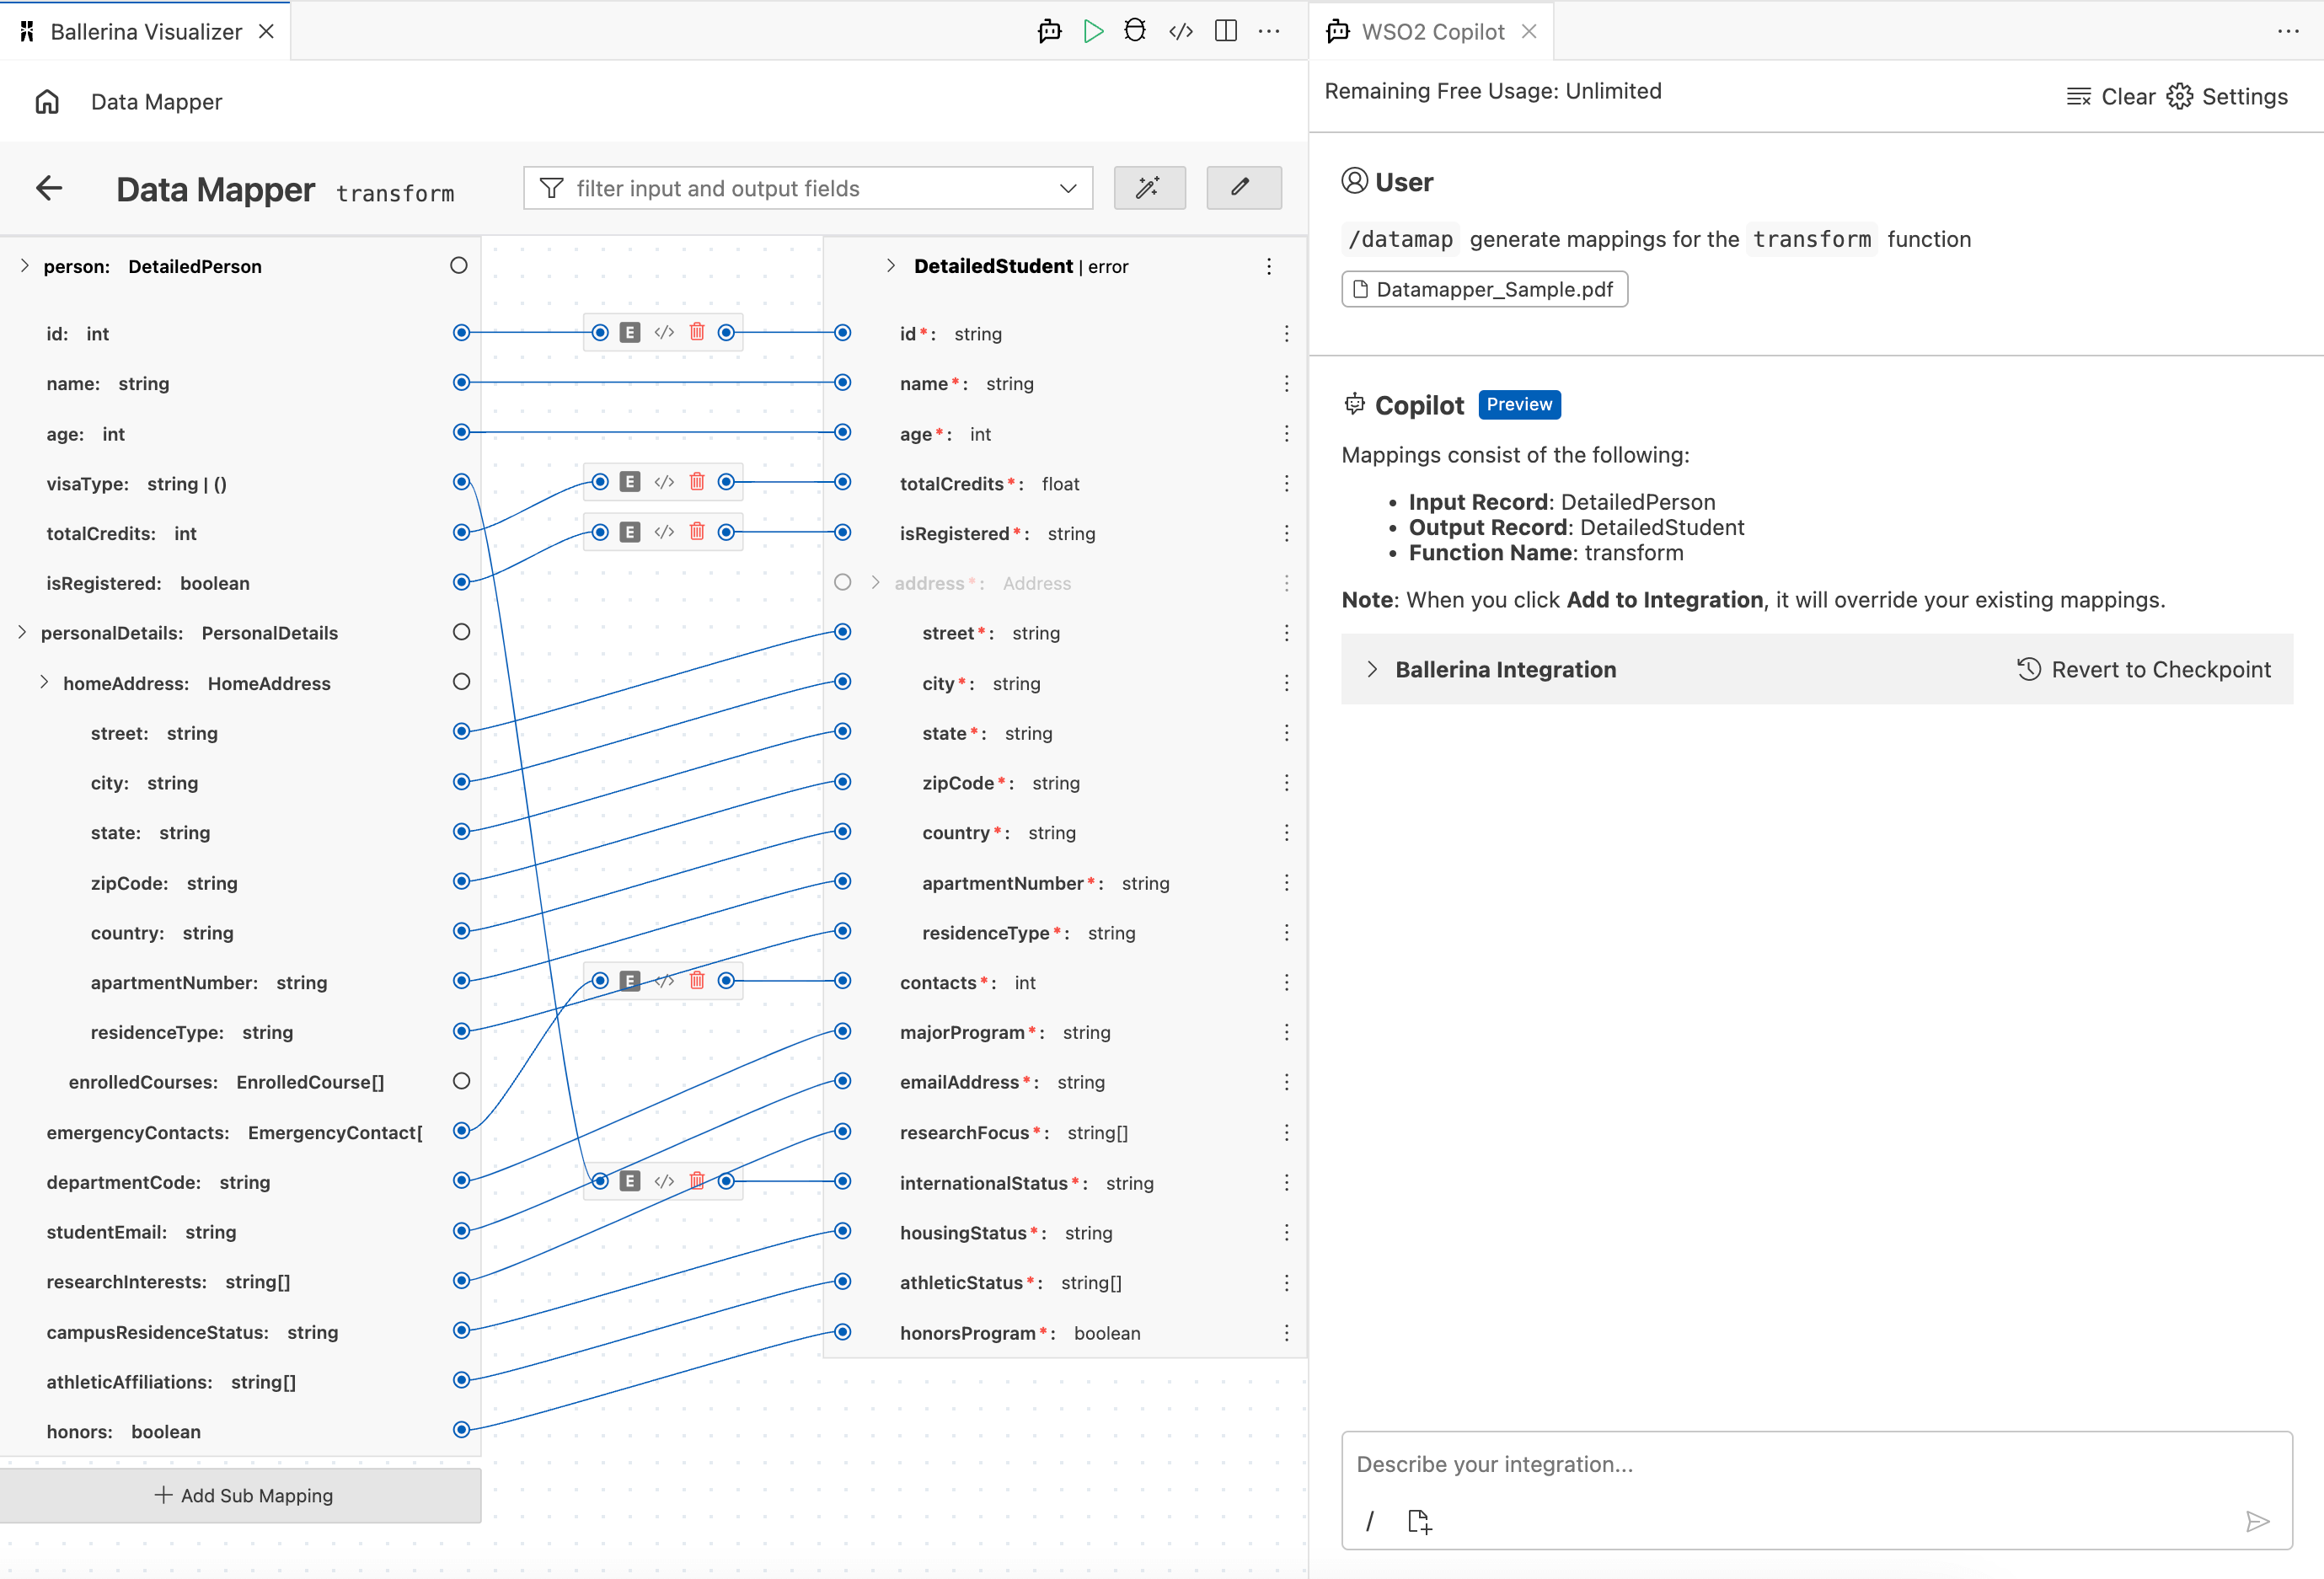 Ballerina Visualizer
WSO2 Copilot
Data Mapper
Remaining Free Usage: Unlimited
Clear
Settings
Data Mapper transform
filter input and output fields
person: DetailedPerson
id: int
name: string
age: int
visaType: string | ()
totalCredits: int
isRegistered: boolean
personalDetails: PersonalDetails
homeAddress: HomeAddress
street: string
city: string
state: string
zipCode: string
country: string
apartmentNumber: string
residenceType: string
enrolledCourses: EnrolledCourse[]
emergencyContacts: EmergencyContact[
departmentCode: string
studentEmail: string
researchInterests: string[]
campusResidenceStatus: string
athleticAffiliations: string[]
honors: boolean
Add Sub Mapping
E
E
E
E
E
DetailedStudent | error
id*: string
name*: string
age*: int
totalCredits*: float
isRegistered*: string
address*: Address
street*: string
city*: string
state*: string
zipCode*: string
country*: string
apartmentNumber*: string
residenceType*: string
contacts*: int
majorProgram*: string
emailAddress*: string
researchFocus*: string[]
internationalStatus*: string
housingStatus*: string
athleticStatus*: string[]
honorsProgram*: boolean
User
/datamap generate mappings for the transform function
Datamapper_Sample.pdf
Copilot Preview
Mappings consist of the following:
• Input Record: DetailedPerson
• Output Record: DetailedStudent
• Function Name: transform
Note: When you click Add to Integration, it will override your existing mappings.
Ballerina Integration
Revert to Checkpoint
Describe your integration...
/